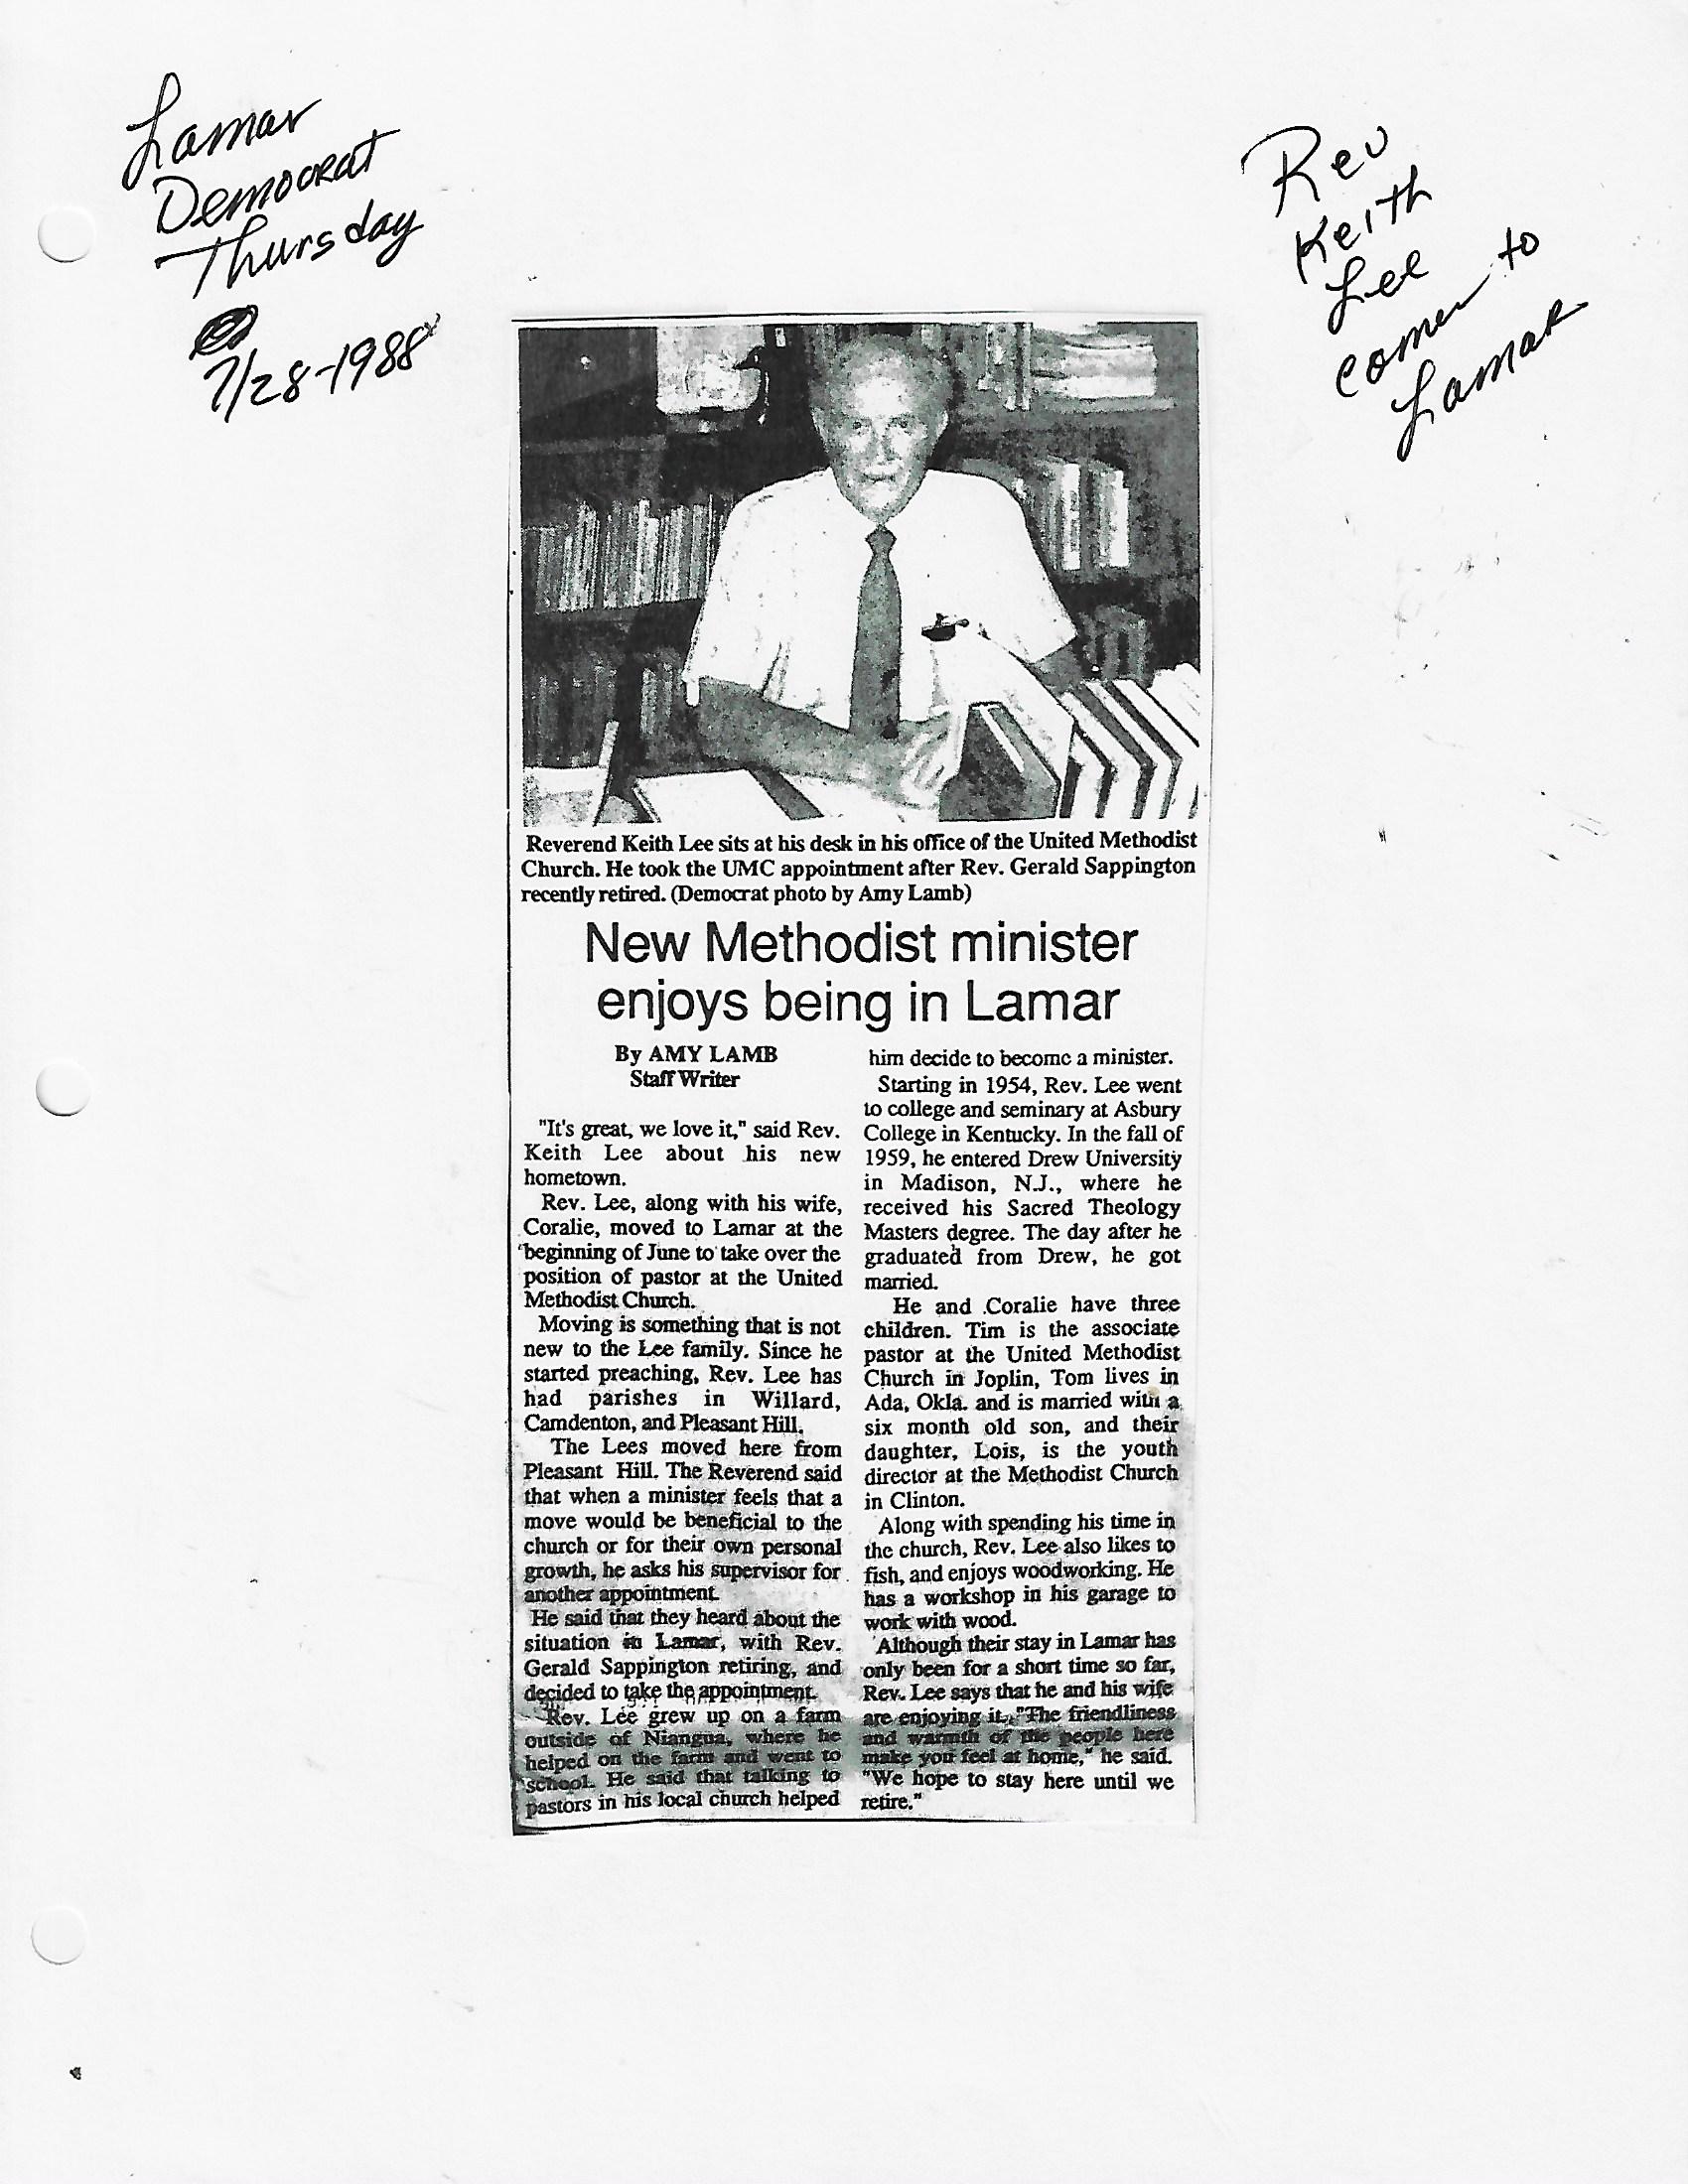 Lamar
Democrat
Thursday
7/28-1988
Rev
Keith
Lee
comes to
Lamar
Reverend Keith Lee sits at his desk in his office of the United Methodist
Church. He took the UMC appointment after Rev. Gerald Sappington
recently retired. (Democrat photo by Amy Lamb)
New Methodist minister
enjoys being in Lamar
By AMY LAMB
Staff Writer
"It's great, we love it," said Rev.
Keith Lee about his new
hometown.
Rev. Lee, along with his wife,
Coralie, moved to Lamar at the
beginning of June to take over the
position of pastor at the United
Methodist Church.
Moving is something that is not
new to the Lee family. Since he
started preaching, Rev. Lee has
had parishes in Willard,
Camdenton, and Pleasant Hill.
The Lees moved here from
Pleasant Hill. The Reverend said
that when a minister feels that a
move would be beneficial to the
church or for their own personal
growth, he asks his supervisor for
another appointment.
He said that they heard about the
situation in Lamar, with Rev.
Gerald Sappington retiring, and
decided to take the appointment.
Rev. Lee grew up on a farm
outside of Niangua, where he
helped on the farm and went to
school. He said that talking to
pastors in his local church helped
him decide to become a minister.
Starting in 1954, Rev. Lee went
to college and seminary at Asbury
College in Kentucky. In the fall of
1959, he entered Drew University
in Madison, N.J., where he
received his Sacred Theology
Masters degree. The day after he
graduated from Drew, he got
married.
He and Coralie have three
children. Tim is the associate
pastor at the United Methodist
Church in Joplin, Tom lives in
Ada, Okla. and is married with a
six month old son, and their
daughter, Lois, is the youth
director at the Methodist Church
in Clinton.
Along with spending his time in
the church, Rev. Lee also likes to
fish, and enjoys woodworking. He
has a workshop in his garage to
work with wood.
Although their stay in Lamar has
only been for a short time so far,
Rev. Lee says that he and his wife
are enjoying it. "The friendliness
and warmth of the people here
make you feel at home," he said.
"We hope to stay here until we
retire."